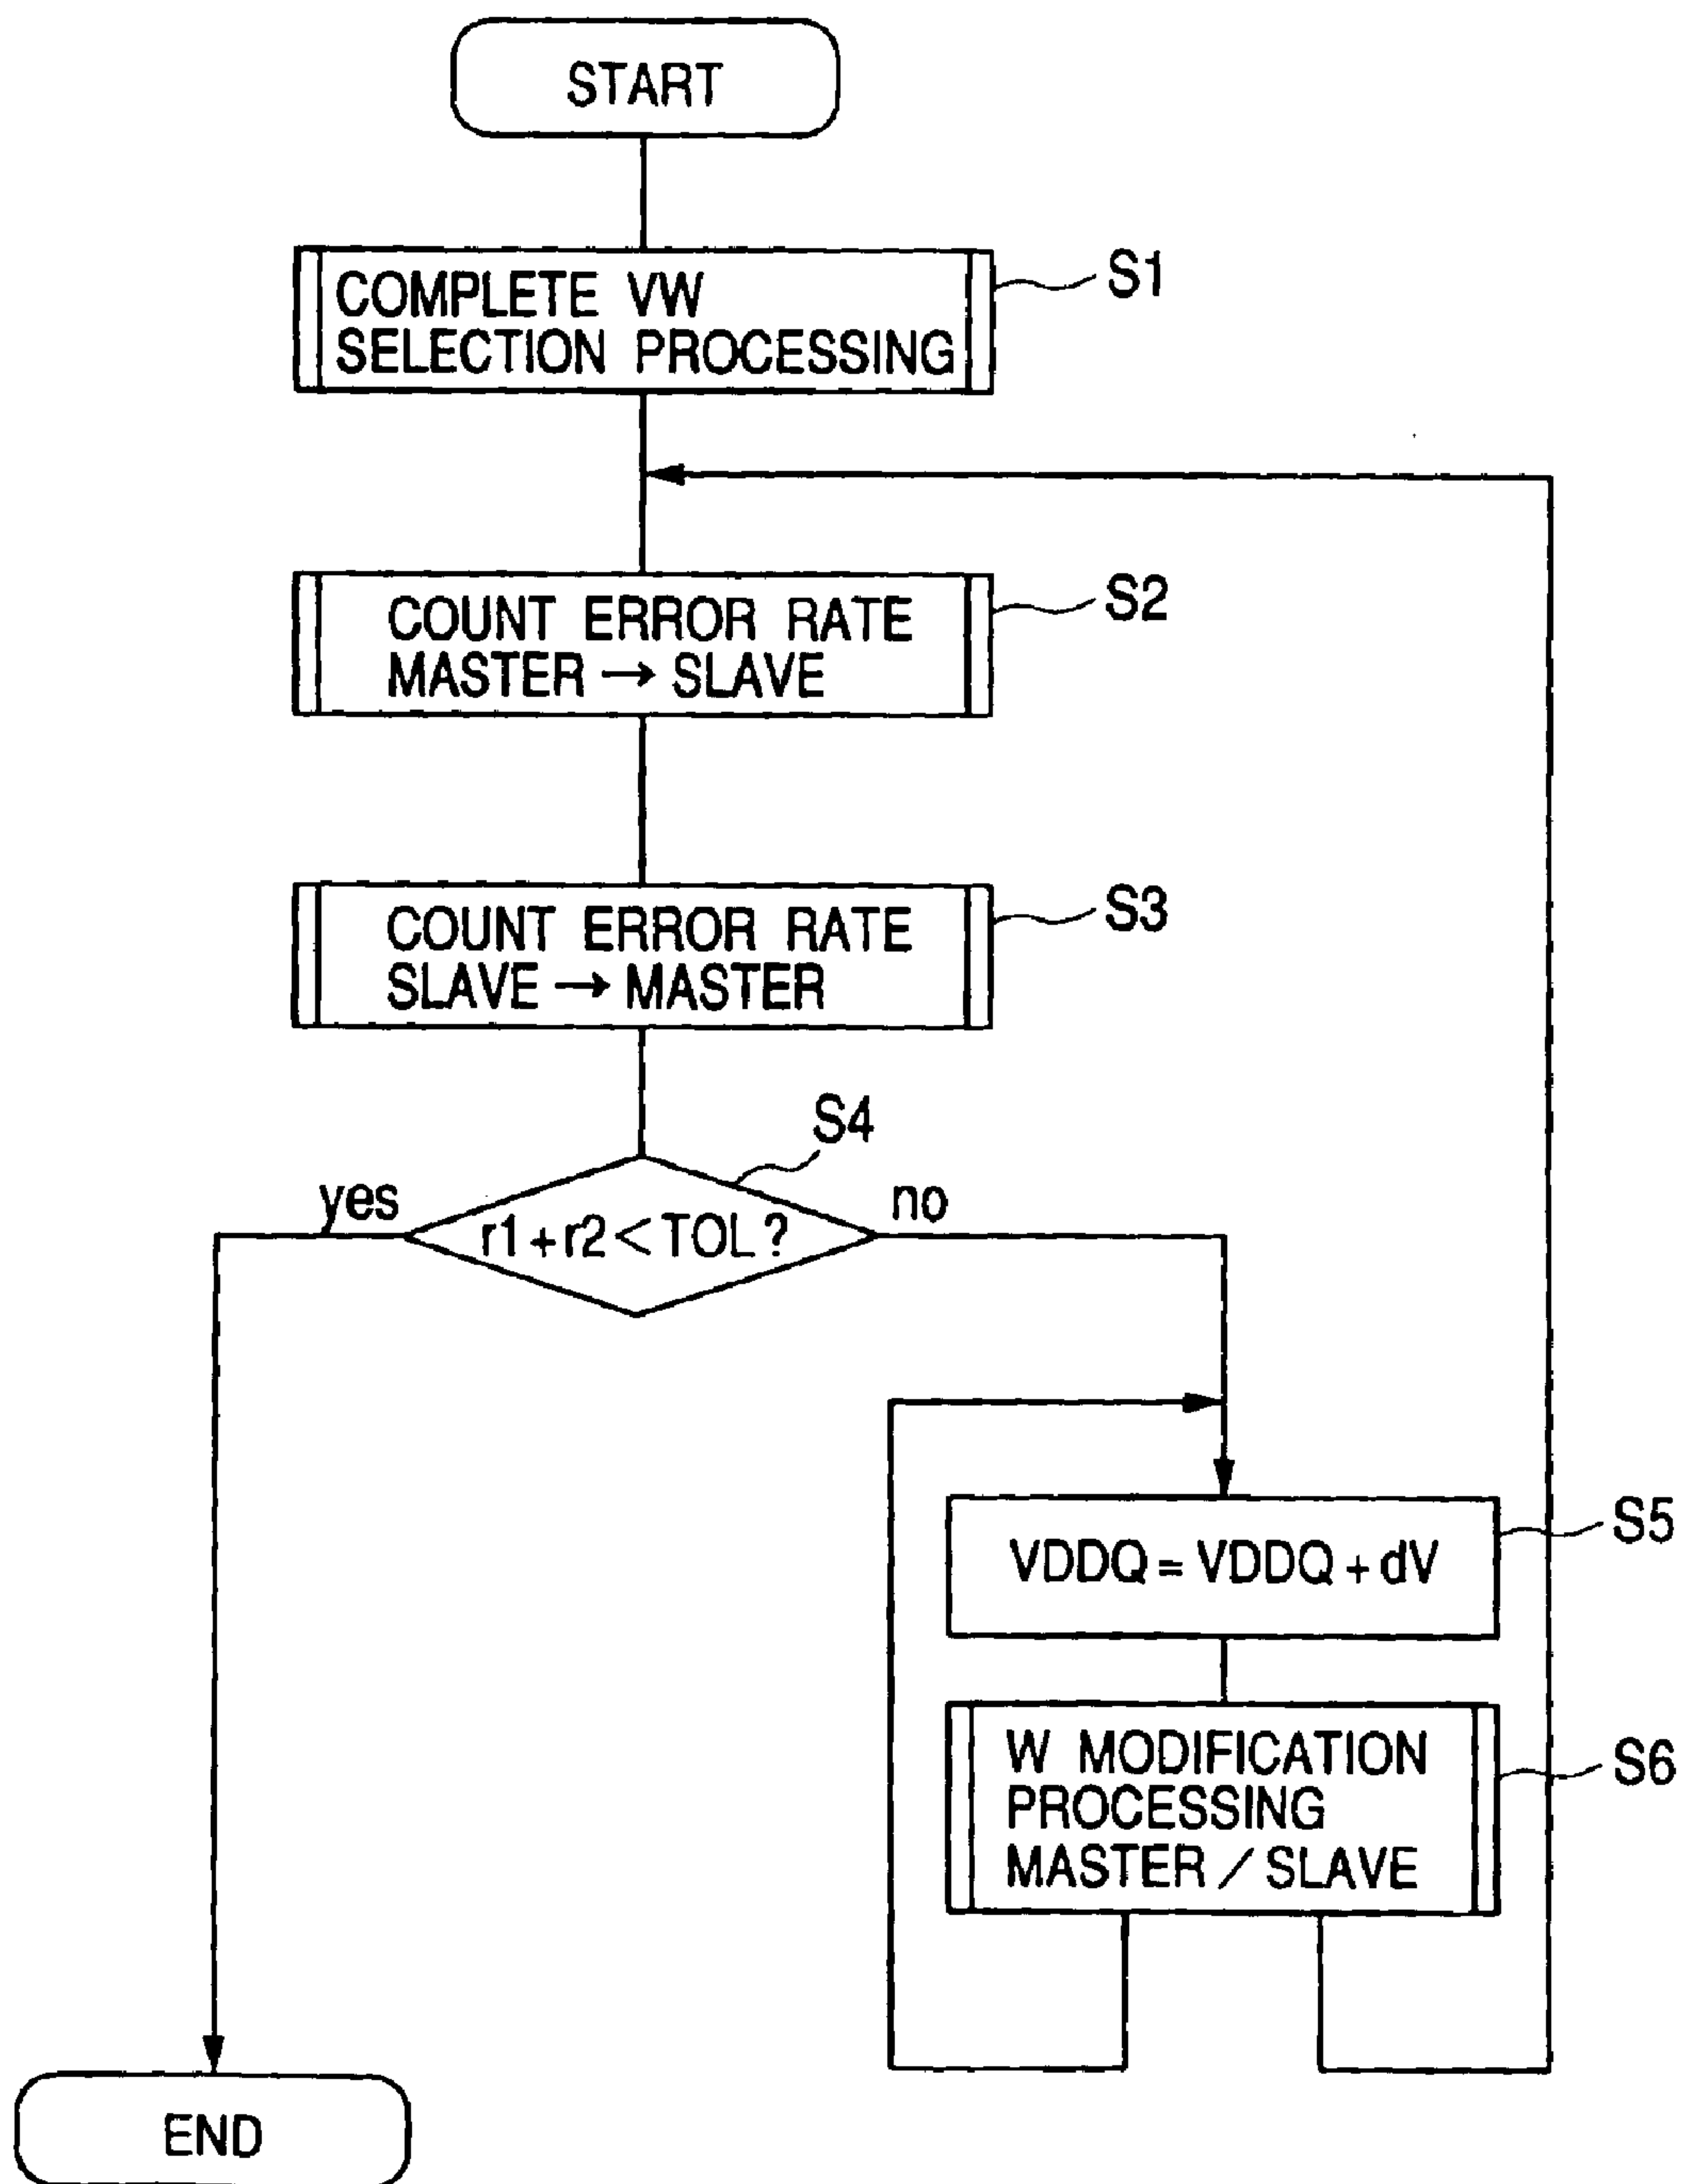 START
COMPLETE VW
SELECTION PROCESSING
S1
COUNT ERROR RATE
MASTER → SLAVE
S2
COUNT ERROR RATE
SLAVE → MASTER
S3
S4
yes
r1+r2<TOL?
no
VDDQ = VDDQ + dV
S5
W MODIFICATION
PROCESSING
MASTER / SLAVE
S6
END